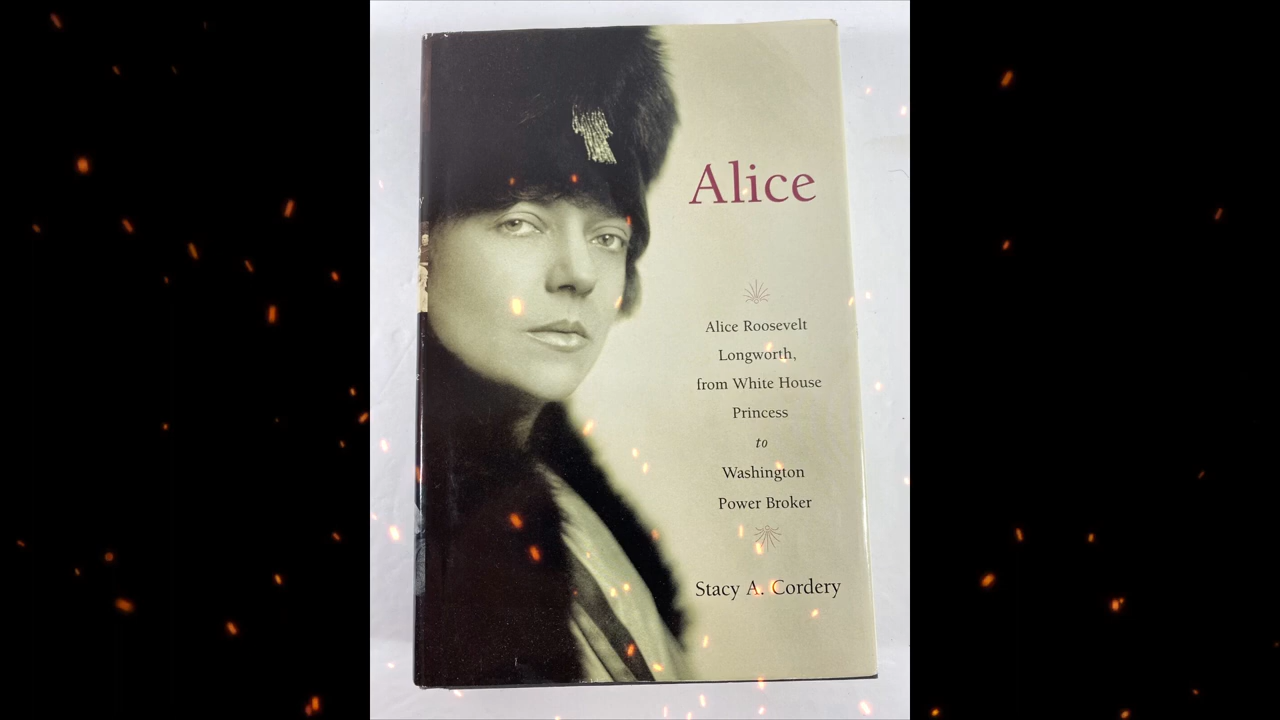 Alice
Alice Roosevelt
Longworth,
from White House
Princess
to
Washington
Power Broker
Stacy A. Cordery